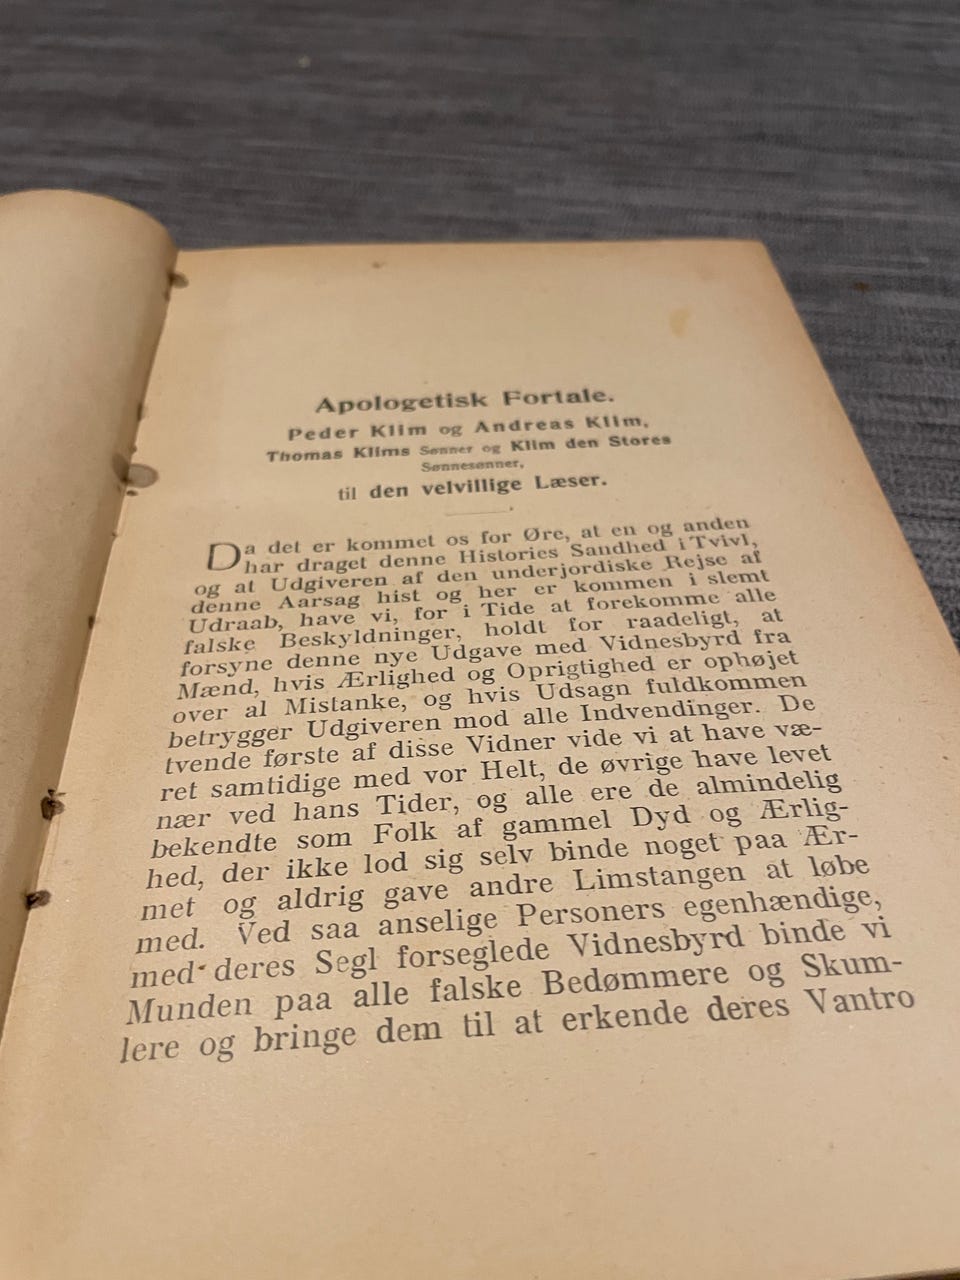 Apologetisk Fortale.
Peder Klim og Andreas Klim,
Thomas Klims Sønner og Klim den Stores
Sønnesønner,
til den velvillige Læser.
Da det er kommet os for Øre, at en og anden
har draget denne Histories Sandhed i Tvivl,
og at Udgiveren af den underjordiske Rejse af
denne Aarsag hist og her er kommen i slemt
Udraab, have vi, for i Tide at forekomme alle
falske Beskyldninger, holdt for raadeligt, at
forsyne denne nye Udgave med Vidnesbyrd fra
Mænd, hvis Ærlighed og Oprigtighed er ophøjet
over al Mistanke, og hvis Udsagn fuldkommen
betrygger Udgiveren mod alle Indvendinger. De
tvende første af disse Vidner vide vi at have væ-
ret samtidige med vor Helt, de øvrige have levet
nær ved hans Tider, og alle ere de almindelig
bekendte som Folk af gammel Dyd og Ærlig-
hed, der ikke lod sig selv binde noget paa Ær-
met og aldrig gave andre Limstangen at løbe
med. Ved saa anselige Personers egenhændige,
med deres Segl forseglede Vidnesbyrd binde vi
Munden paa alle falske Bedømmere og Skum-
lere og bringe dem til at erkende deres Vantro